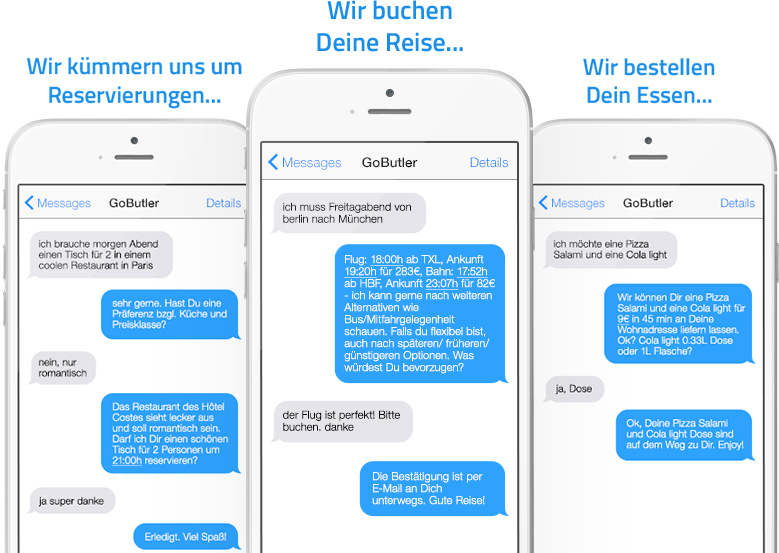 Wir kümmern uns um
Reservierungen...
Messages GoButler Details
ich brauche morgen Abend
einen Tisch für 2 in einem
coolen Restaurant in Paris
sehr gerne. Hast Du eine
Präferenz bzgl. Küche und
Preisklasse?
nein, nur
romantisch
Das Restaurant des Hôtel
Costes sieht lecker aus
und soll romantisch sein.
Darf ich Dir einen schönen
Tisch für 2 Personen um
21:00h reservieren?
ja super danke
Erledigt. Viel Spaß!
Wir buchen
Deine Reise...
Messages GoButler Details
ich muss Freitagabend von
berlin nach München
Flug: 18:00h ab TXL, Ankunft
19:20h für 283€, Bahn: 17:52h
ab HBF, Ankunft 23:07h für 82€
- ich kann gerne nach weiteren
Alternativen wie
Bus/Mitfahrgelegenheit
schauen. Falls du flexibel bist,
auch nach späteren/ früheren/
günstigeren Optionen. Was
würdest Du bevorzugen?
der Flug ist perfekt! Bitte
buchen. danke
Die Bestätigung ist per
E-Mail an Dich
unterwegs. Gute Reise!
Wir bestellen
Dein Essen...
Messages GoButler Details
ich möchte eine Pizza
Salami und eine Cola light
Wir können Dir eine Pizza
Salami und eine Cola light für
9€ in 45 min an Deine
Wohnadresse liefern lassen.
Ok? Cola light 0.33L Dose
oder 1L Flasche?
ja, Dose
Ok, Deine Pizza Salami
und Cola light Dose sind
auf dem Weg zu Dir. Enjoy!